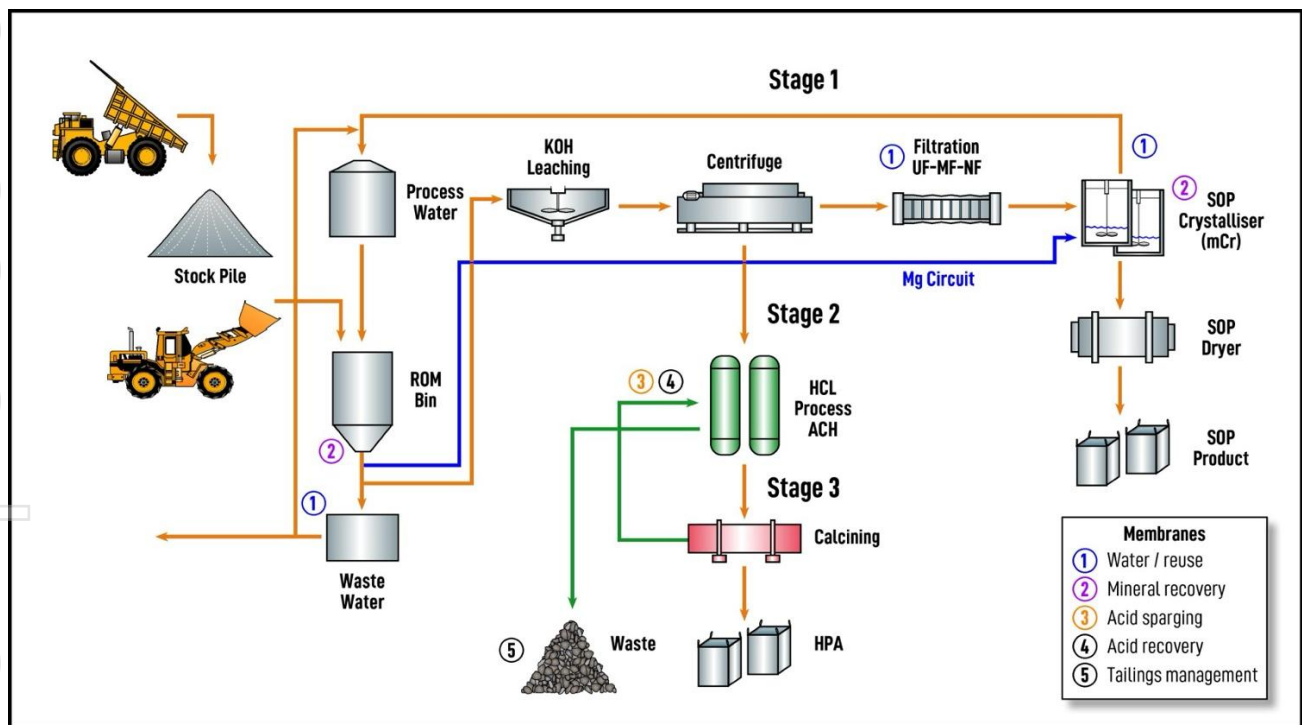 Stage 1
KOH
Leaching
Centrifuge
1
Filtration
UF-MF-NF
1
2
SOP
Crystalliser
(mCr)
Process
Water
Stock Pile
Mg Circuit
Stage 2
SOP
Dryer
ROM
Bin
2
3
4
HCL
Process
ACH
SOP
Product
Stage 3
1
Calcining
Waste
Water
5
Waste
HPA
Membranes
1 Water / reuse
2 Mineral recovery
3 Acid sparging
4 Acid recovery
5 Tailings management